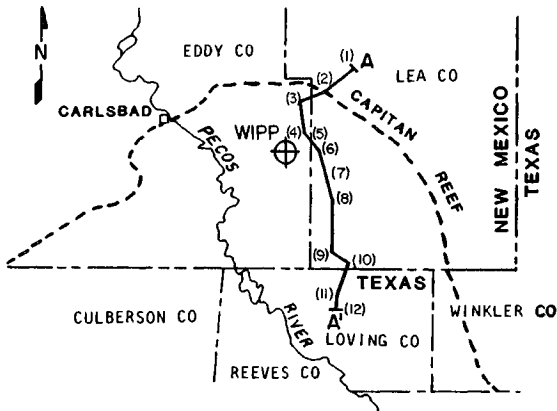 N
EDDY CO
(1)
A
LEA CO
(2)
(3)
CAPITAN
REEF
CARLSBAD
PECOS
WIPP
(4)
(5)
(6)
(7)
(8)
NEW MEXICO
TEXAS
(9)
(10)
TEXAS
(11)
(12)
A'
CULBERSON CO
RIVER
LOVING CO
WINKLER CO
REEVES CO